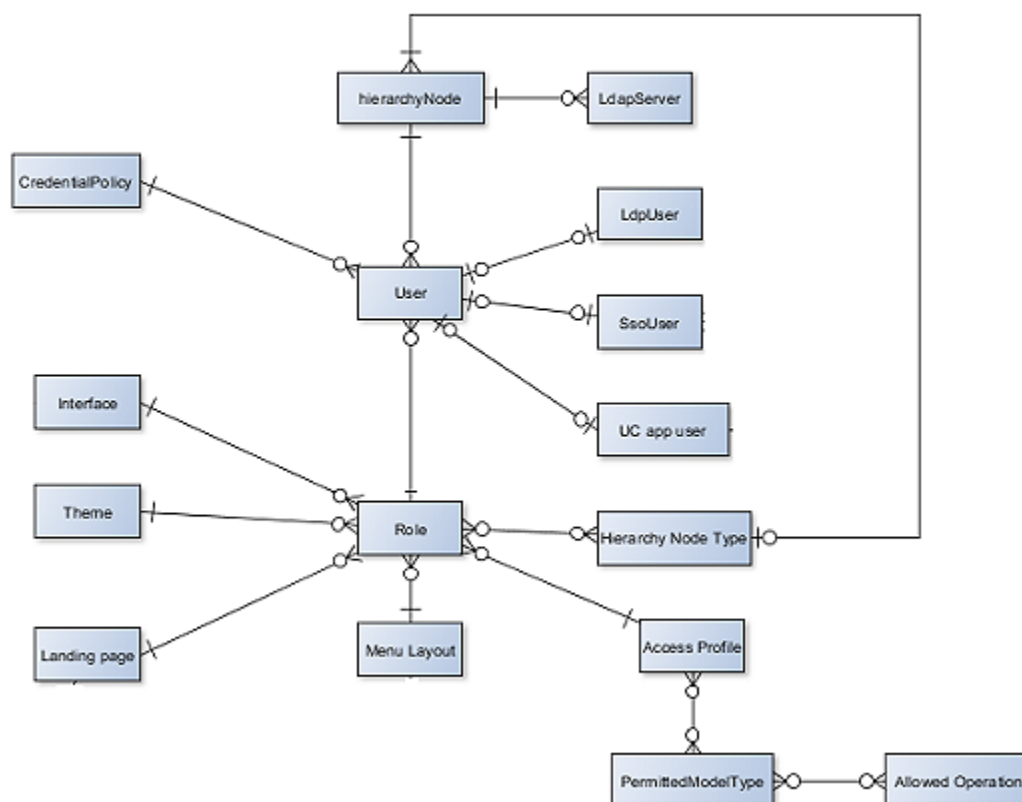 hierarchyNode
LdapServer
CredentialPolicy
LdpUser
User
SsoUser
Interface
UC app user
Theme
Role
Hierarchy Node Type
Landing page
Menu Layout
Access Profile
PermittedModelType
Allowed Operation